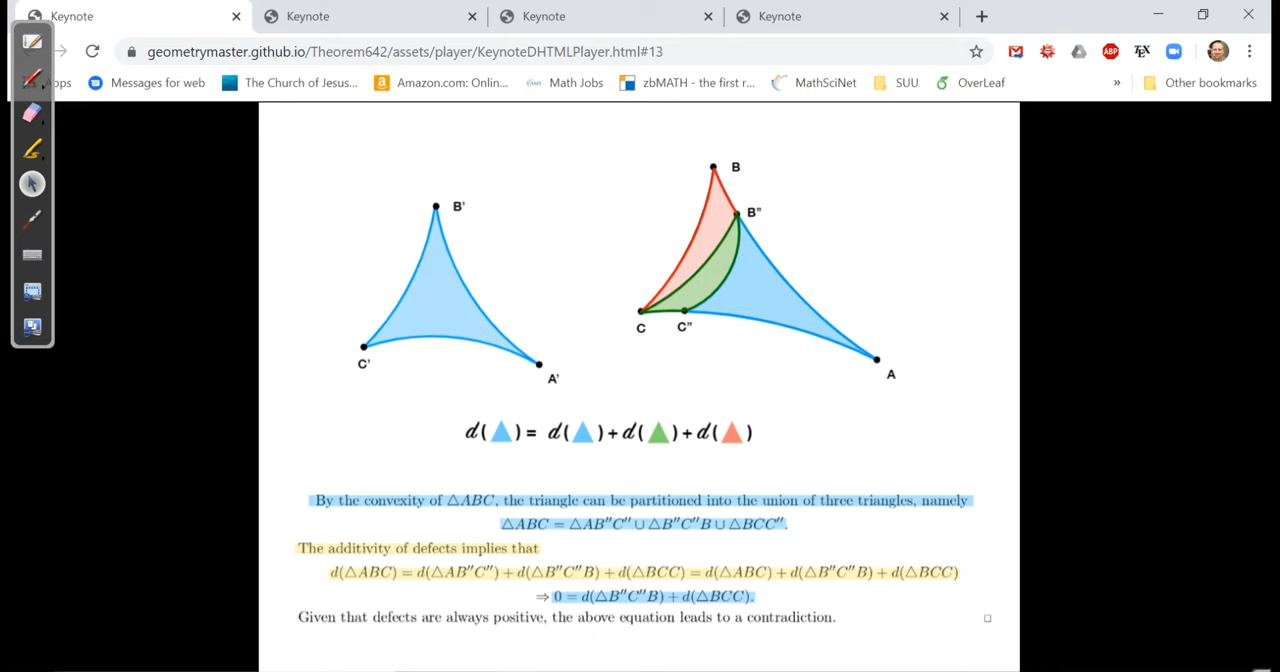 Keynote Keynote Keynote Keynote
geometrymaster.github.io/Theorem642/assets/player/KeynoteDHTMLPlayer.html#13
ABP TEX
Apps Messages for web The Church of Jesus... Amazon.com: Onlin... Math Jobs zbMATH - the first r... MathSciNet SUU OverLeaf » Other bookmarks
B
B' B"
C C"
C' A' A
d(▲) = d(▲)+d(▲)+d(▲)
By the convexity of △ABC, the triangle can be partitioned into the union of three triangles, namely
△ABC = △AB″C″ ∪ △B″C″B ∪ △BCC″.
The additivity of defects implies that
d(△ABC) = d(△AB″C″) + d(△B″C″B) + d(△BCC) = d(△ABC) + d(△B″C″B) + d(△BCC)
⇒ 0 = d(△B″C″B) + d(△BCC).
Given that defects are always positive, the above equation leads to a contradiction. □